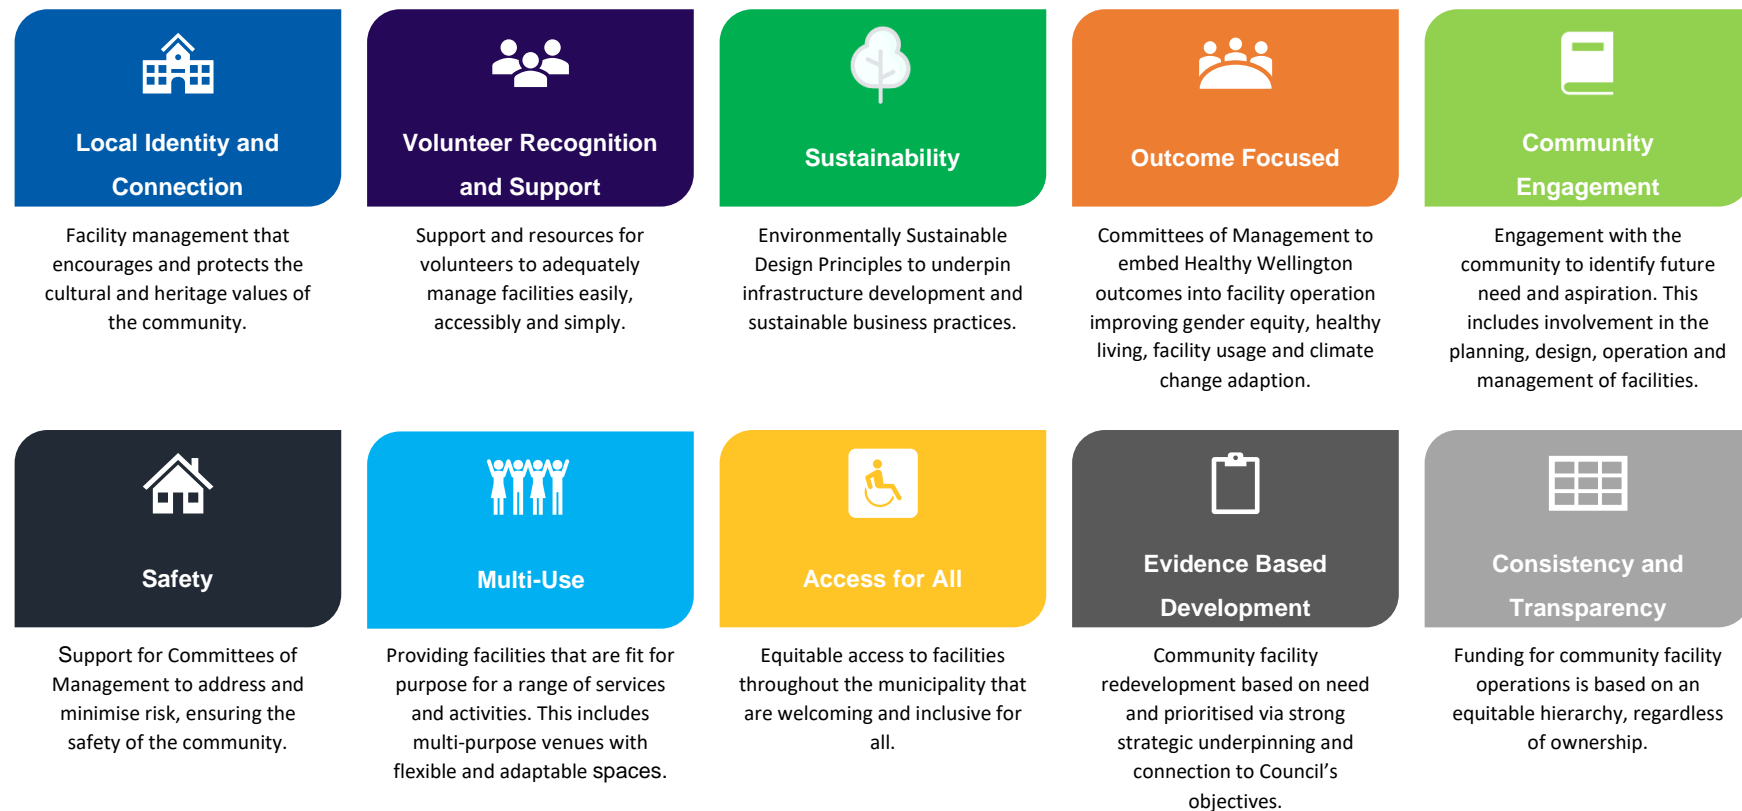 Local Identity and
Connection
Facility management that
encourages and protects the
cultural and heritage values of
the community.
Volunteer Recognition
and Support
Support and resources for
volunteers to adequately
manage facilities easily,
accessibly and simply.
Sustainability
Environmentally Sustainable
Design Principles to underpin
infrastructure development and
sustainable business practices.
Outcome Focused
Committees of Management to
embed Healthy Wellington
outcomes into facility operation
improving gender equity, healthy
living, facility usage and climate
change adaption.
Community
Engagement
Engagement with the
community to identify future
need and aspiration. This
includes involvement in the
planning, design, operation and
management of facilities.
Safety
Support for Committees of
Management to address and
minimise risk, ensuring the
safety of the community.
Multi-Use
Providing facilities that are fit for
purpose for a range of services
and activities. This includes
multi-purpose venues with
flexible and adaptable spaces.
Access for All
Equitable access to facilities
throughout the municipality that
are welcoming and inclusive for
all.
Evidence Based
Development
Community facility
redevelopment based on need
and prioritised via strong
strategic underpinning and
connection to Council’s
objectives.
Consistency and
Transparency
Funding for community facility
operations is based on an
equitable hierarchy, regardless
of ownership.